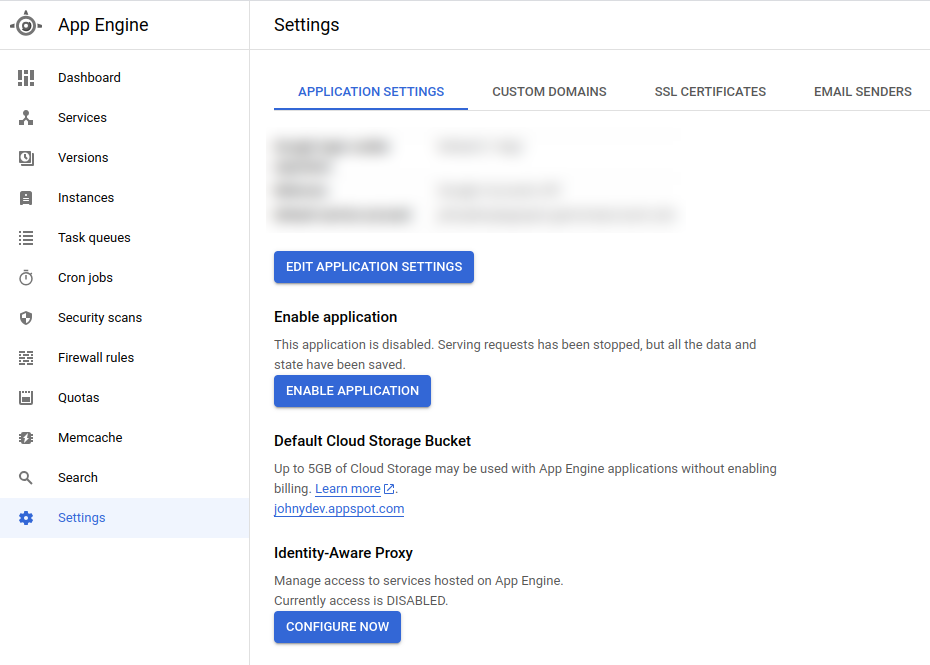 App Engine
Settings
Dashboard
Services
Versions
Instances
Task queues
Cron jobs
Security scans
Firewall rules
Quotas
Memcache
Search
Settings
APPLICATION SETTINGS CUSTOM DOMAINS SSL CERTIFICATES EMAIL SENDERS
EDIT APPLICATION SETTINGS
Enable application
This application is disabled. Serving requests has been stopped, but all the data and
state have been saved.
ENABLE APPLICATION
Default Cloud Storage Bucket
Up to 5GB of Cloud Storage may be used with App Engine applications without enabling
billing. Learn more.
johnydev.appspot.com
Identity-Aware Proxy
Manage access to services hosted on App Engine.
Currently access is DISABLED.
CONFIGURE NOW